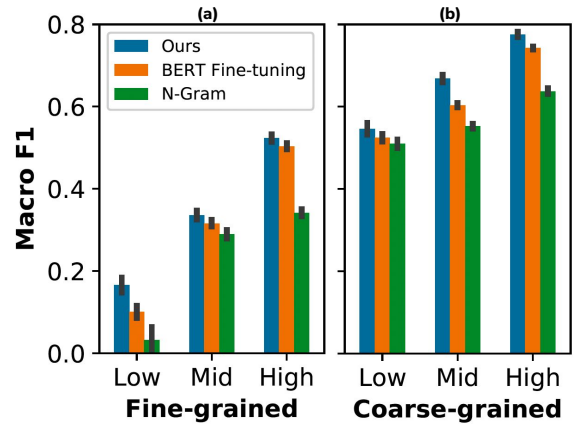 (a)
(b)
Macro F1
0.8
0.6
0.4
0.2
0.0
Ours
BERT Fine-tuning
N-Gram
Low Mid High
Low Mid High
Fine-grained
Coarse-grained